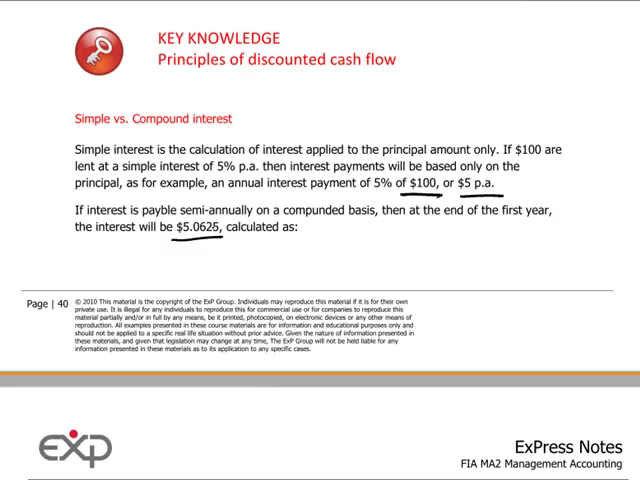 KEY KNOWLEDGE
Principles of discounted cash flow
Simple vs. Compound interest
Simple interest is the calculation of interest applied to the principal amount only. If $100 are
lent at a simple interest of 5% p.a. then interest payments will be based only on the
principal, as for example, an annual interest payment of 5% of $100, or $5 p.a.
If interest is payble semi-annually on a compunded basis, then at the end of the first year,
the interest will be $5.0625, calculated as:
Page | 40
© 2010 This material is the copyright of the ExP Group. Individuals may reproduce this material if it is for their own
private use. It is illegal for any individuals to reproduce this for commercial use or for companies to reproduce this
material partially and/or in full by any means, be it printed, photocopied, on electronic devices or any other means of
reproduction. All examples presented in these course materials are for information and educational purposes only and
should not be applied to a specific real life situation without prior advice. Given the nature of information presented in
these materials, and given that legislation may change at any time, The ExP Group will not be held liable for any
information presented in these materials as to its application to any specific cases.
exp
ExPress Notes
FIA MA2 Management Accounting